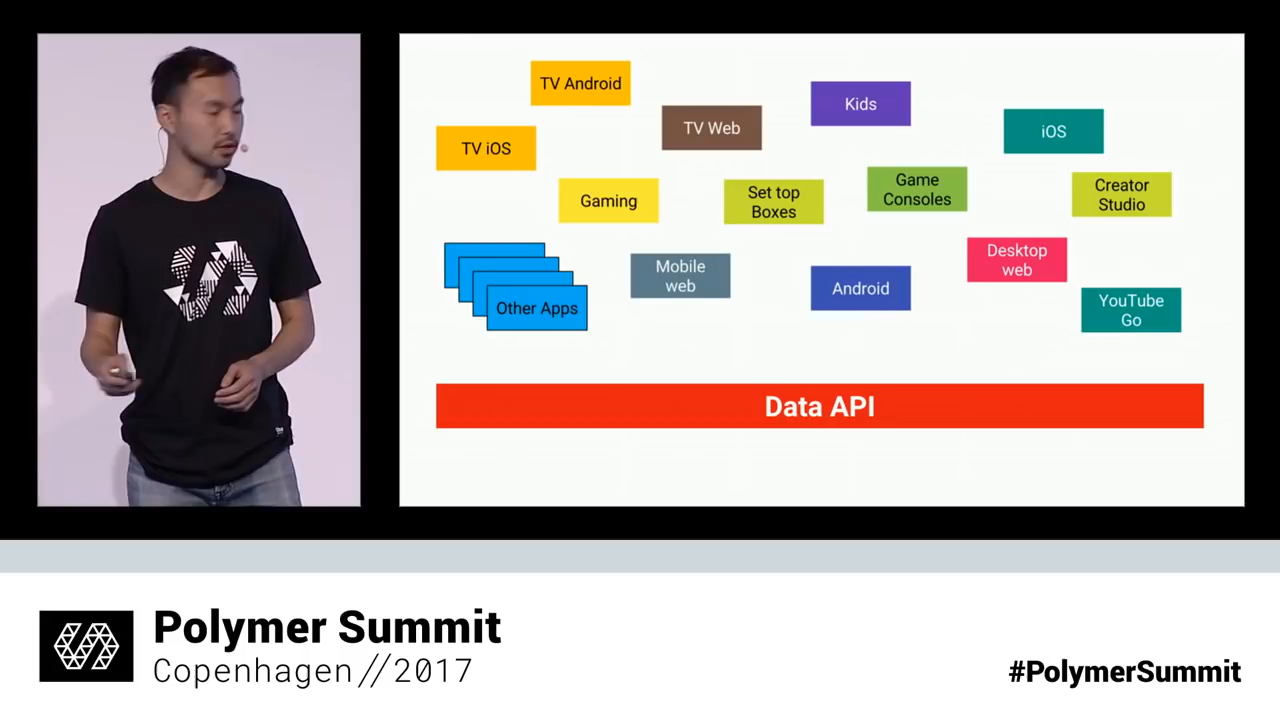 TV Android
Kids
TV Web
iOS
TV iOS
Gaming
Set top
Boxes
Game
Consoles
Creator
Studio
Other Apps
Mobile
web
Android
Desktop
web
YouTube
Go
Data API
Polymer Summit
Copenhagen//2017
#PolymerSummit